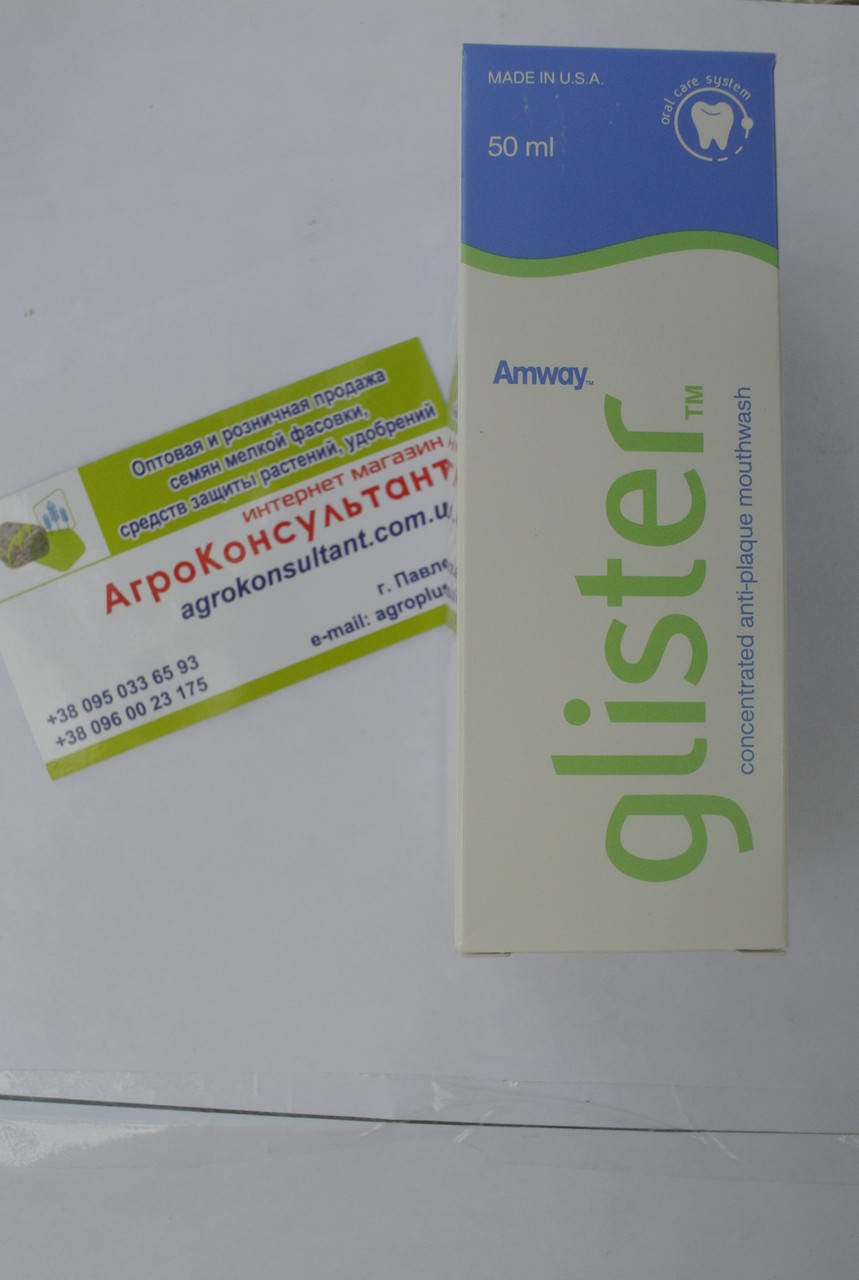 Оптовая и розничная продажа
семян мелкой фасовки,
средств защиты растений, удобрений
интернет магазин
АгроКонсультант
agrokonsultant.com.u
г. Павло
e-mail: agroplus
+38 095 033 65 93
+38 096 00 23 175
MADE IN U.S.A.
50 ml
oral care system
Amway™
glister™
concentrated anti-plaque mouthwash